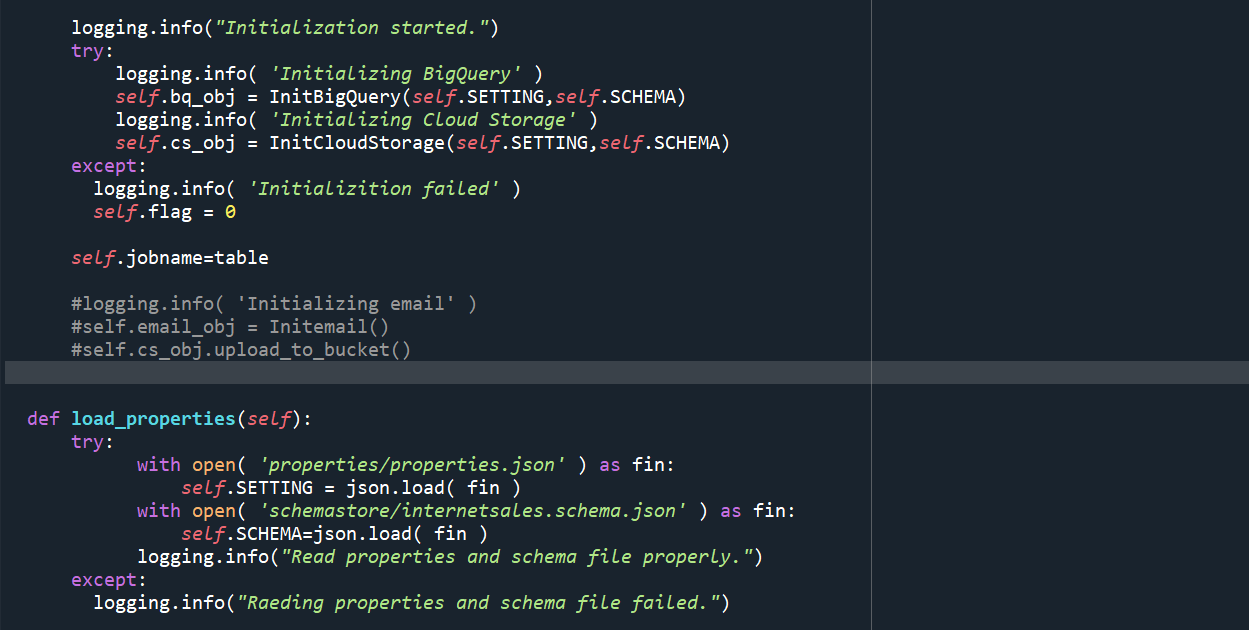 logging.info("Initialization started.")
try:
logging.info( 'Initializing BigQuery' )
self.bq_obj = InitBigQuery(self.SETTING,self.SCHEMA)
logging.info( 'Initializing Cloud Storage' )
self.cs_obj = InitCloudStorage(self.SETTING,self.SCHEMA)
except:
logging.info( 'Initializition failed' )
self.flag = 0
self.jobname=table
#logging.info( 'Initializing email' )
#self.email_obj = Initemail()
#self.cs_obj.upload_to_bucket()
def load_properties(self):
try:
with open( 'properties/properties.json' ) as fin:
self.SETTING = json.load( fin )
with open( 'schemastore/internetsales.schema.json' ) as fin:
self.SCHEMA=json.load( fin )
logging.info("Read properties and schema file properly.")
except:
logging.info("Raeding properties and schema file failed.")